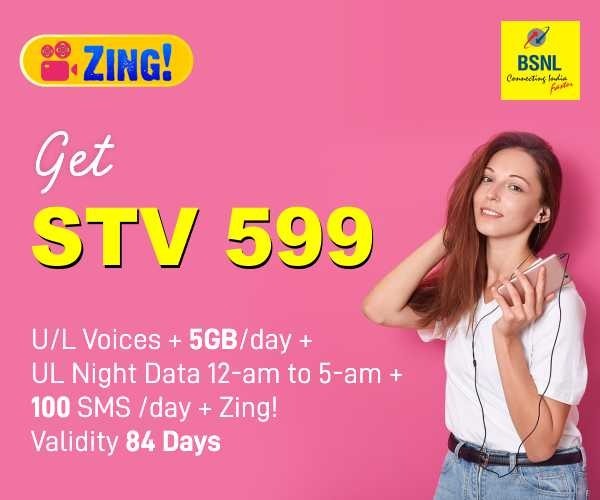 ZING!
BSNL
Connecting India
Faster
Get
STV 599
U/L Voices + 5GB/day +
UL Night Data 12-am to 5-am +
100 SMS /day + Zing!
Validity 84 Days